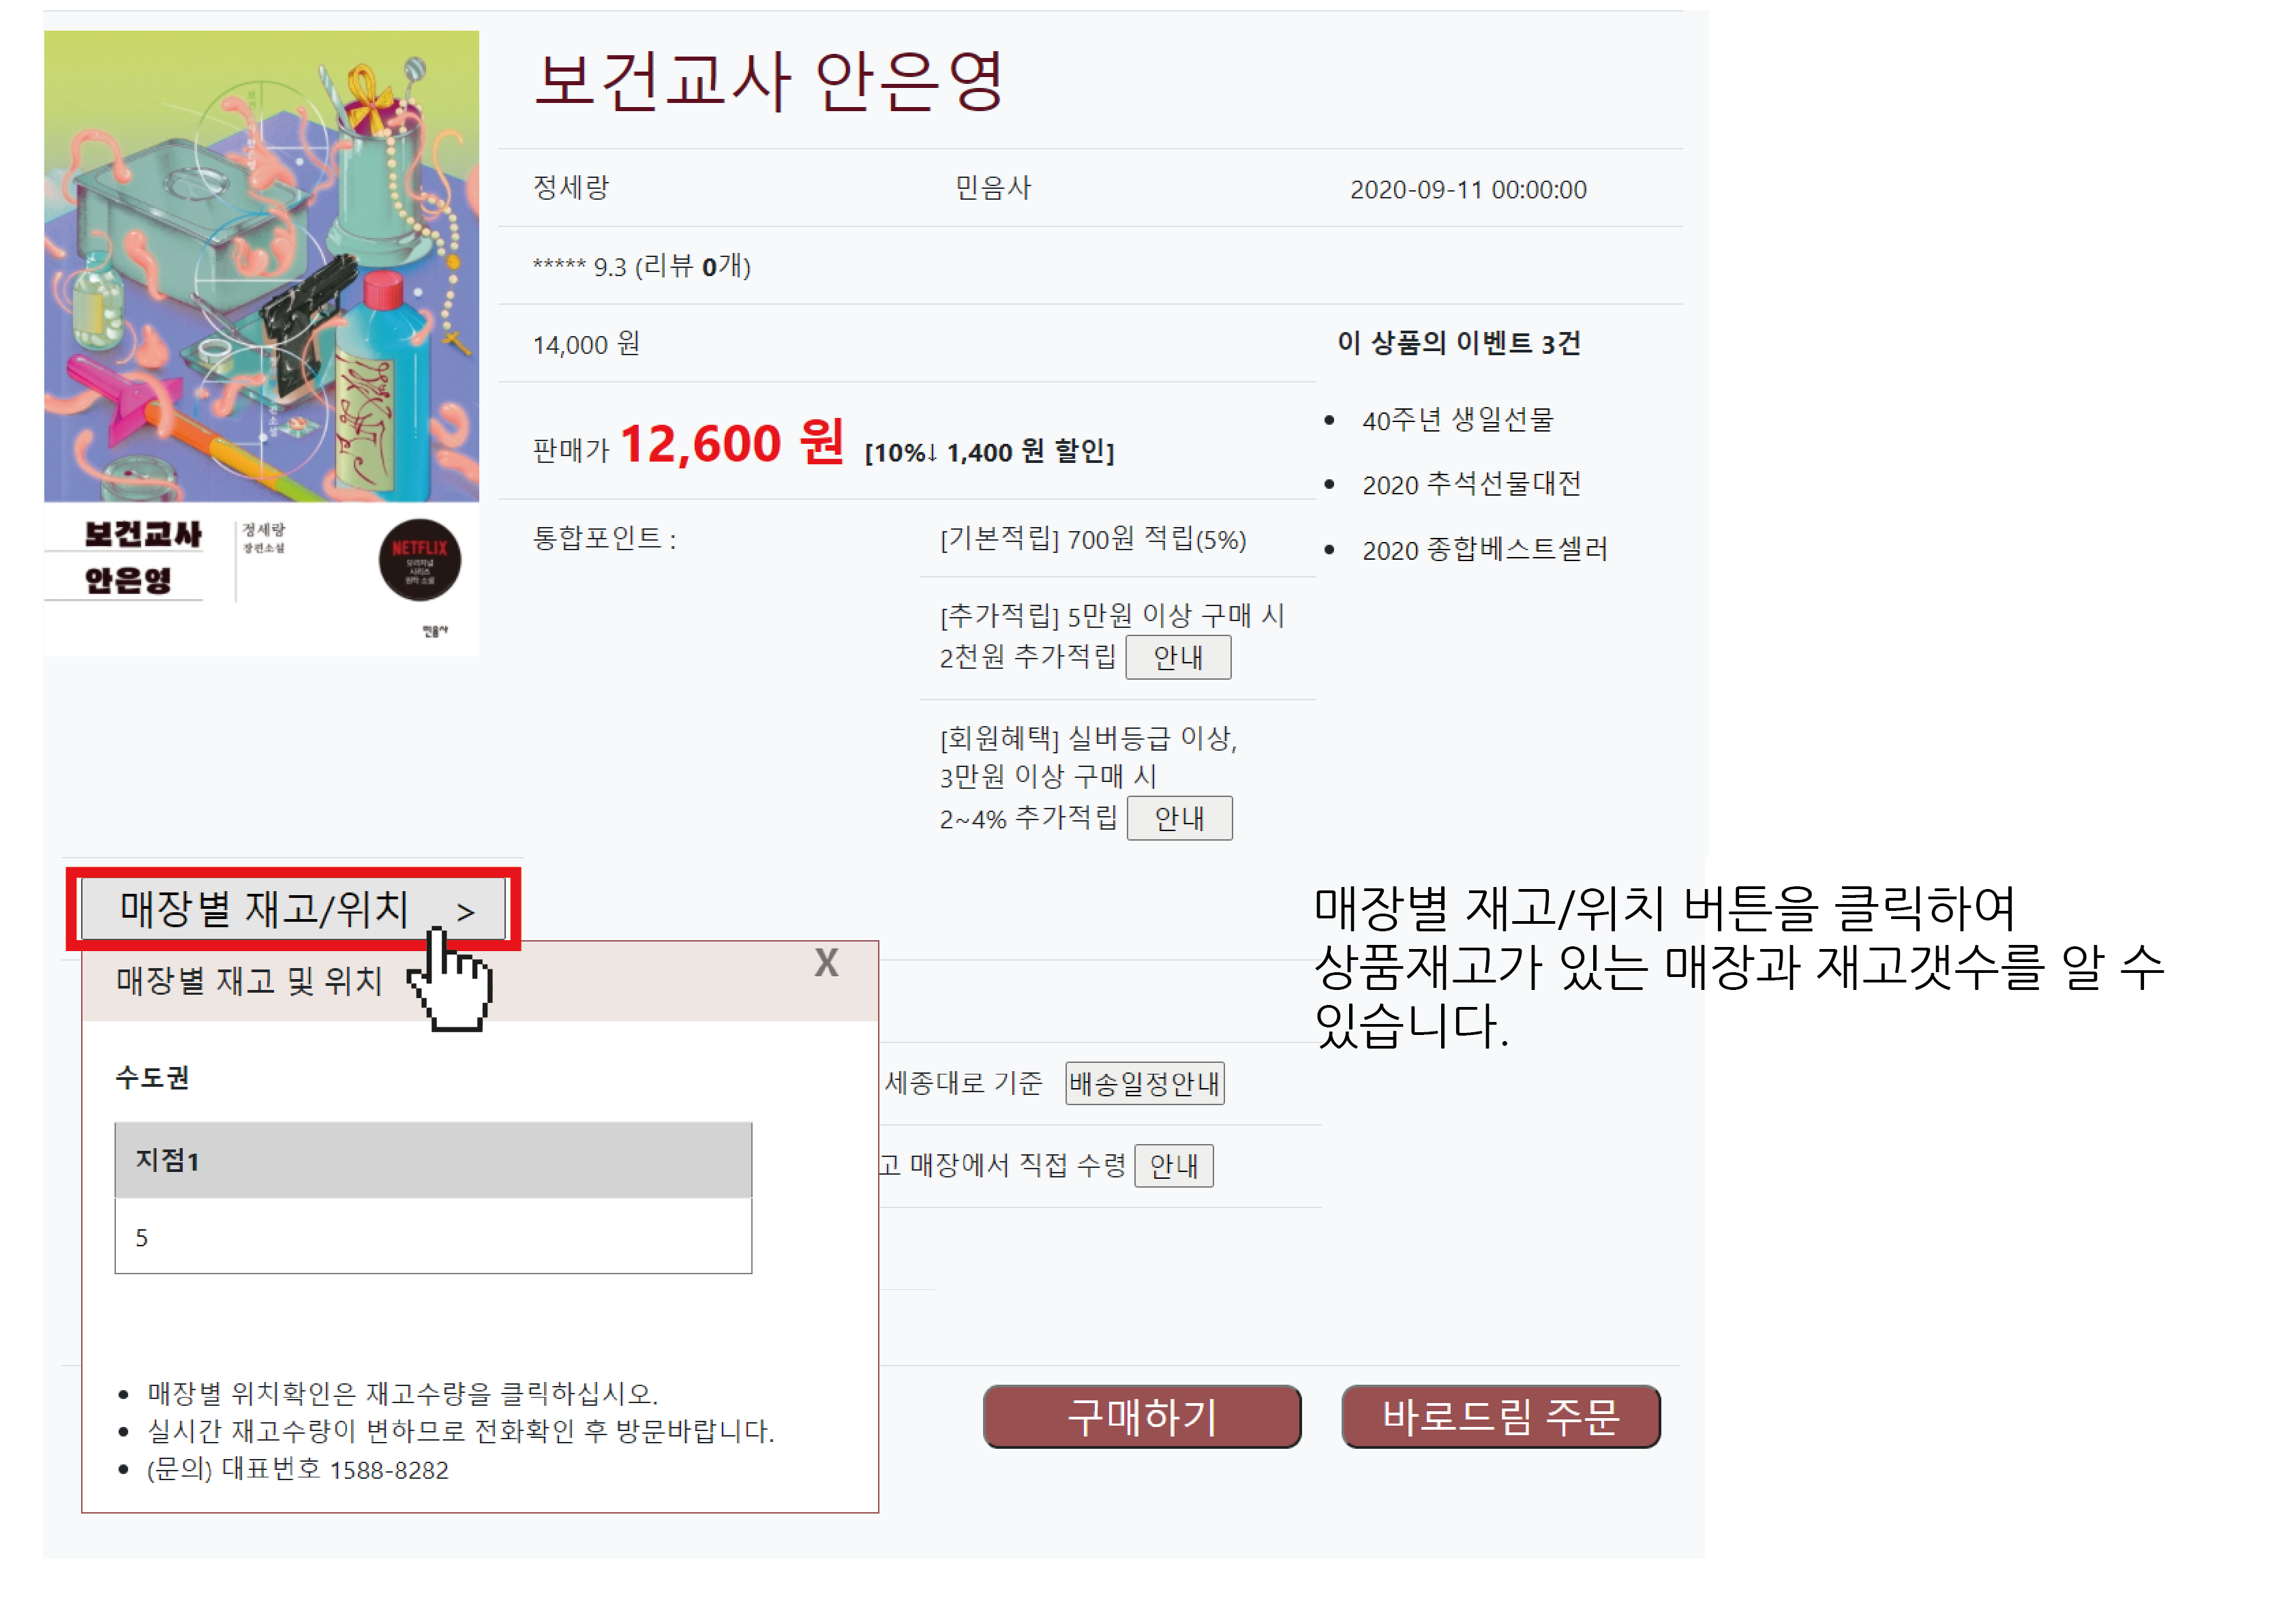 보건교사 안은영
정세랑 민음사 2020-09-11 00:00:00
***** 9.3 (리뷰 0개)
14,000 원
판매가 12,600 원 [10%↓ 1,400 원 할인]
이 상품의 이벤트 3건
• 40주년 생일선물
• 2020 추석선물대전
• 2020 종합베스트셀러
통합포인트 :
[기본적립] 700원 적립(5%)
[추가적립] 5만원 이상 구매 시
2천원 추가적립 안내
[회원혜택] 실버등급 이상,
3만원 이상 구매 시
2~4% 추가적립 안내
보건교사
안은영
정세랑
장편소설
NETFLIX
오리지널
시리즈
원작 소설
민음사
매장별 재고/위치 >
매장별 재고 및 위치 X
수도권
지점1
5
• 매장별 위치확인은 재고수량을 클릭하십시오.
• 실시간 재고수량이 변하므로 전화확인 후 방문바랍니다.
• (문의) 대표번호 1588-8282
세종대로 기준 배송일정안내
고 매장에서 직접 수령 안내
구매하기 바로드림 주문
매장별 재고/위치 버튼을 클릭하여
상품재고가 있는 매장과 재고갯수를 알 수
있습니다.